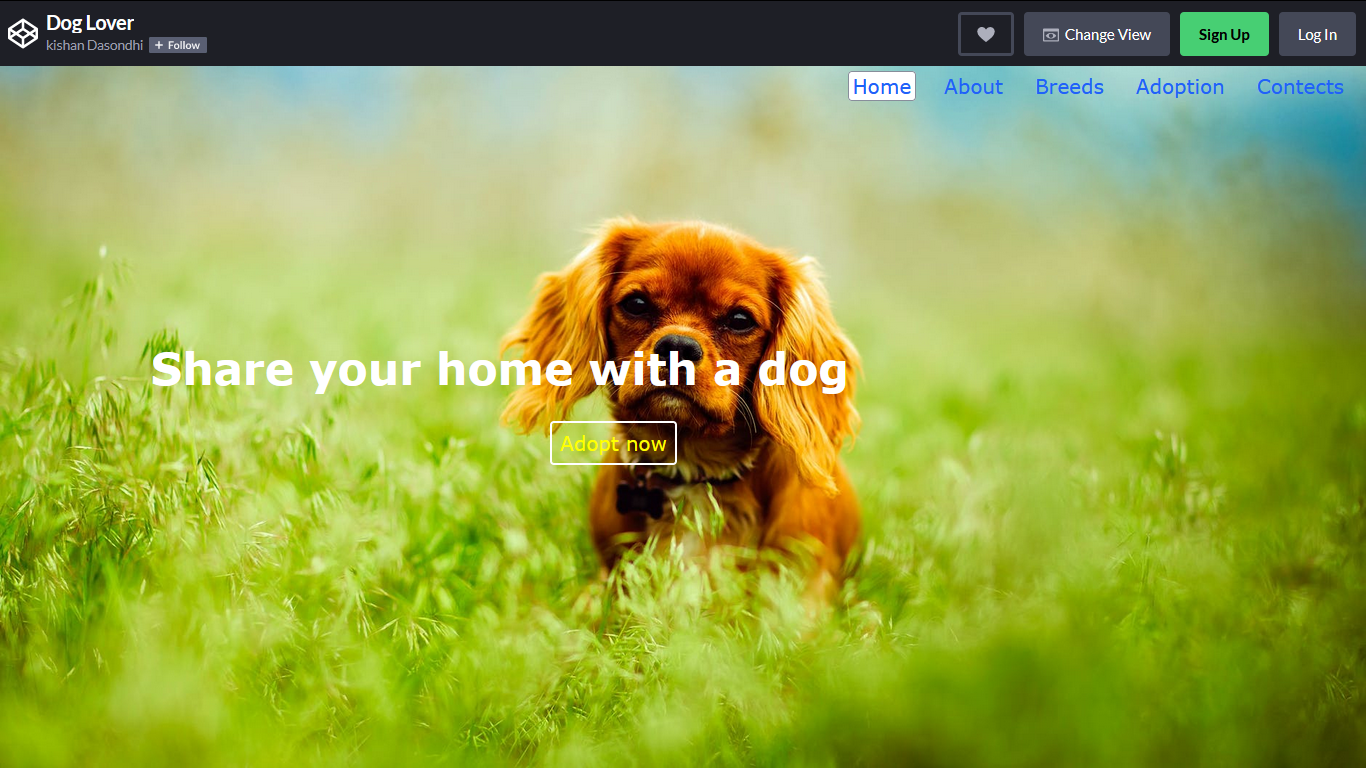 Dog Lover
kishan Dasondhi + Follow
Change View
Sign Up
Log In
Home About Breeds Adoption Contects
Share your home with a dog
Adopt now